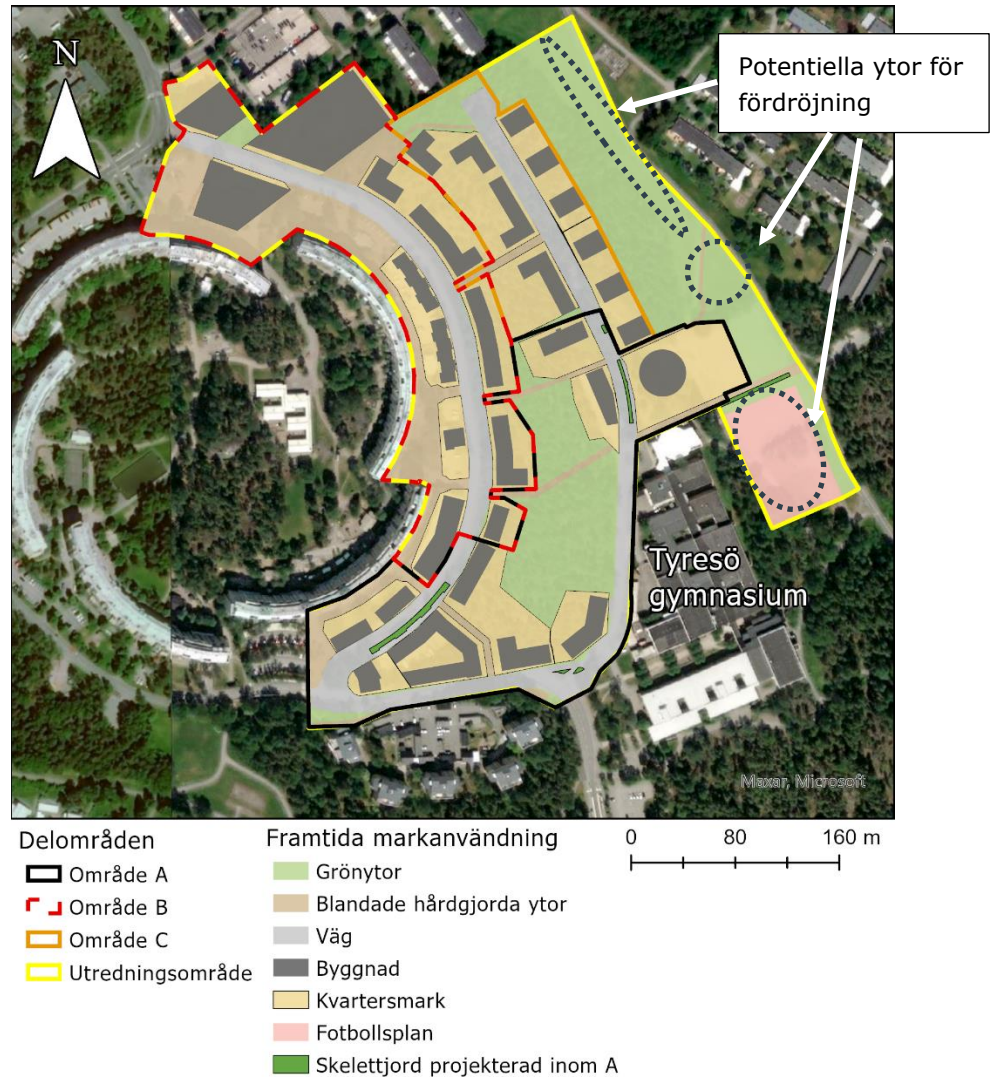 N
Potentiella ytor för
fördröjning
Tyresö
gymnasium
Maxar, Microsoft
Delområden
Område A
Område B
Område C
Utredningsområde
Framtida markanvändning
Grönytor
Blandade hårdgjorda ytor
Väg
Byggnad
Kvartersmark
Fotbollsplan
Skelettjord projekterad inom A
0 80 160 m